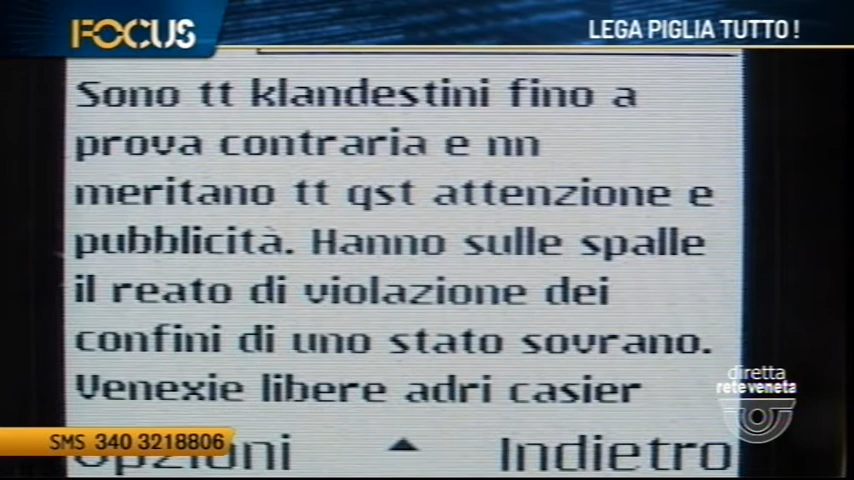 FOCUS
LEGA PIGLIA TUTTO!
Sono tt klandestini fino a
prova contraria e nn
meritano tt qst attenzione e
pubblicità. Hanno sulle spalle
il reato di violazione dei
confini di uno stato sovrano.
Venexie libere adri casier
diretta
reteveneta
SMS 340 3218806
Opzioni
Indietro